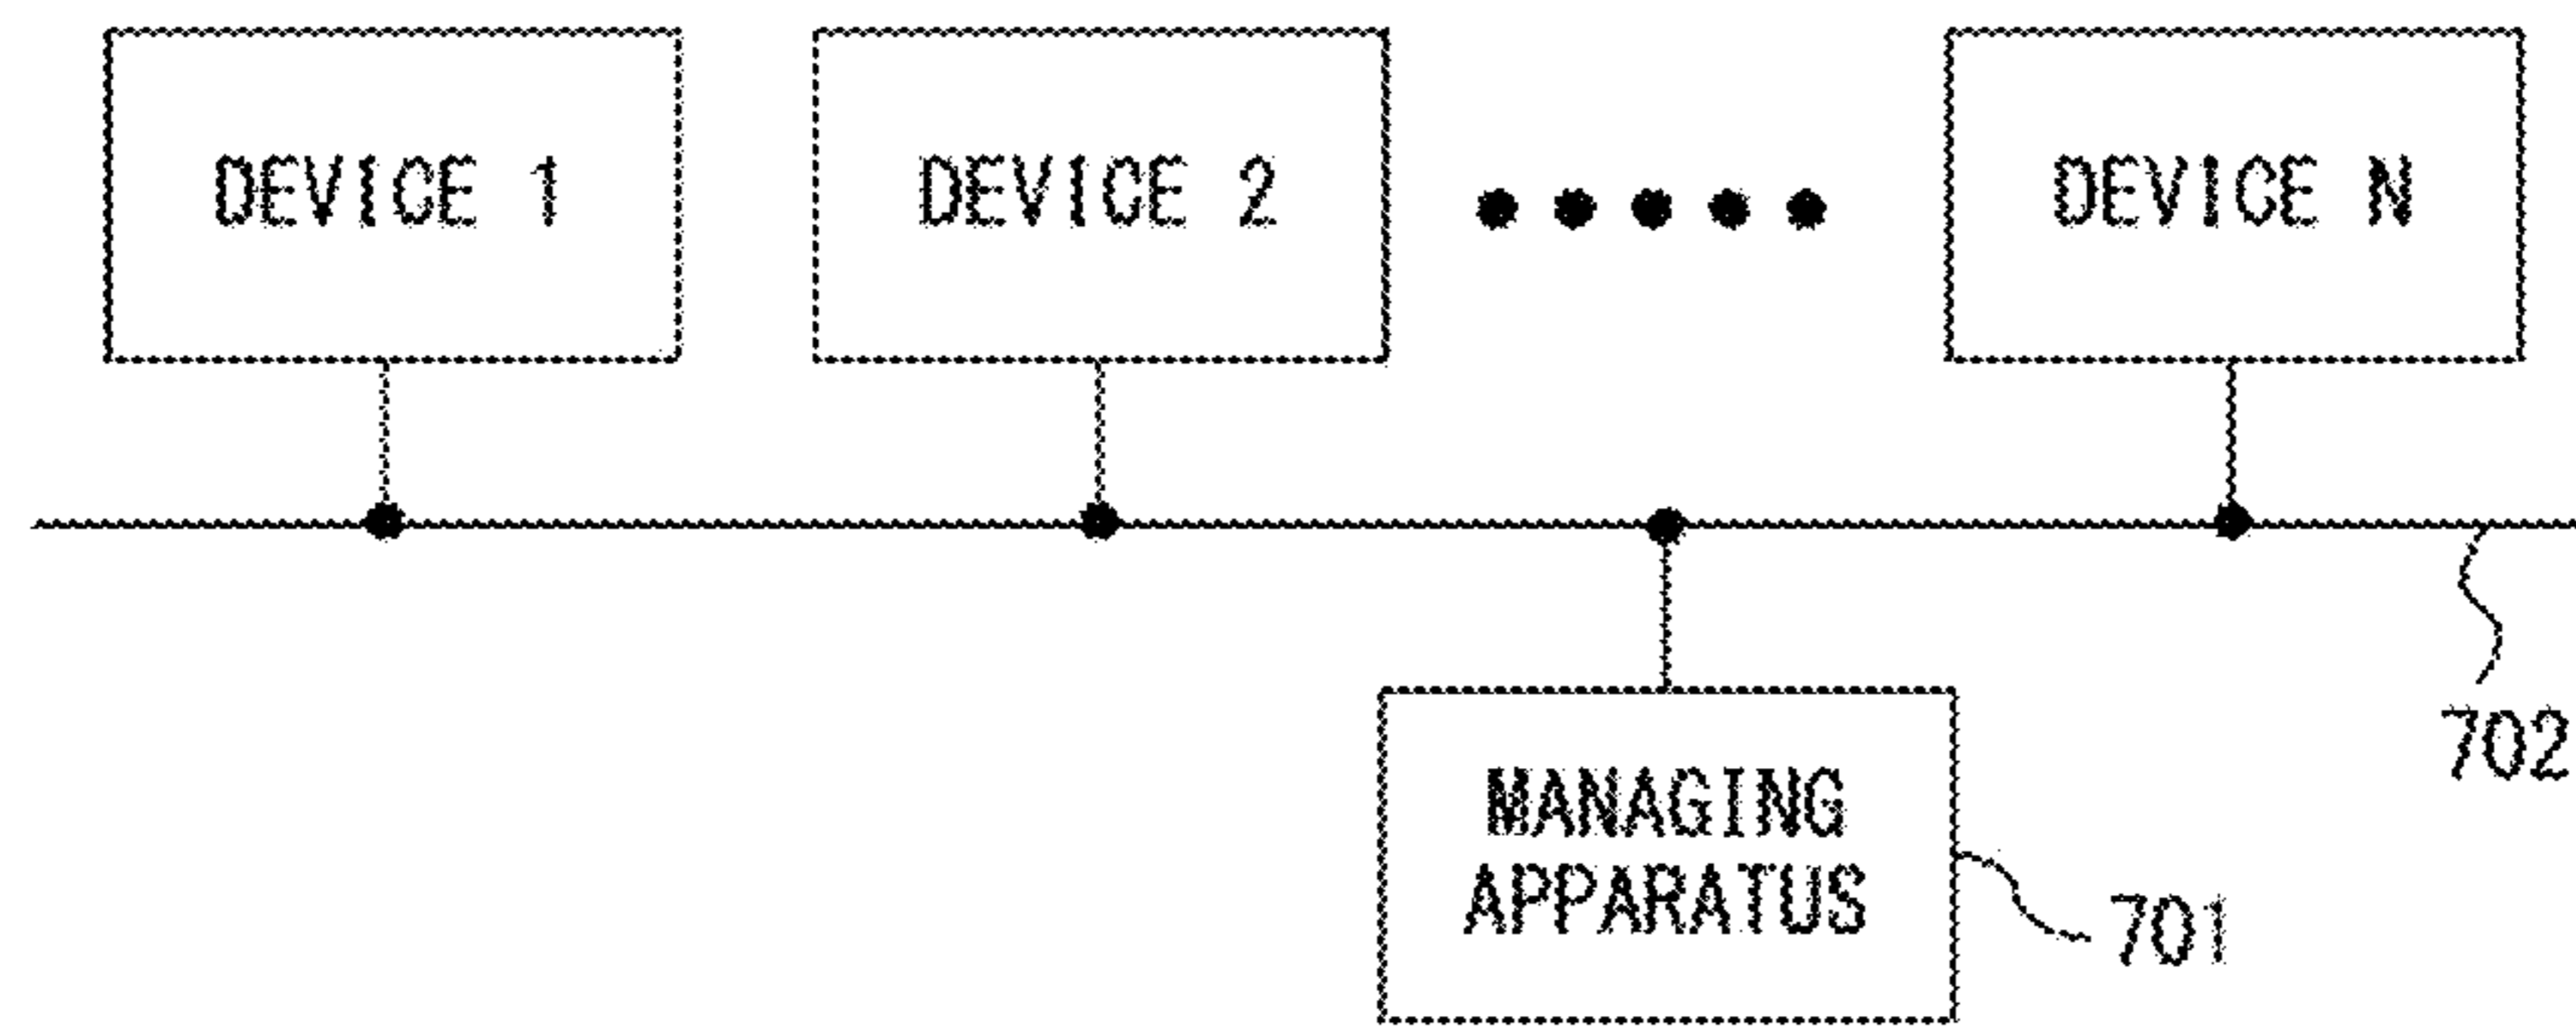 DEVICE 1
DEVICE 2
DEVICE N
702
MANAGING
APPARATUS
701